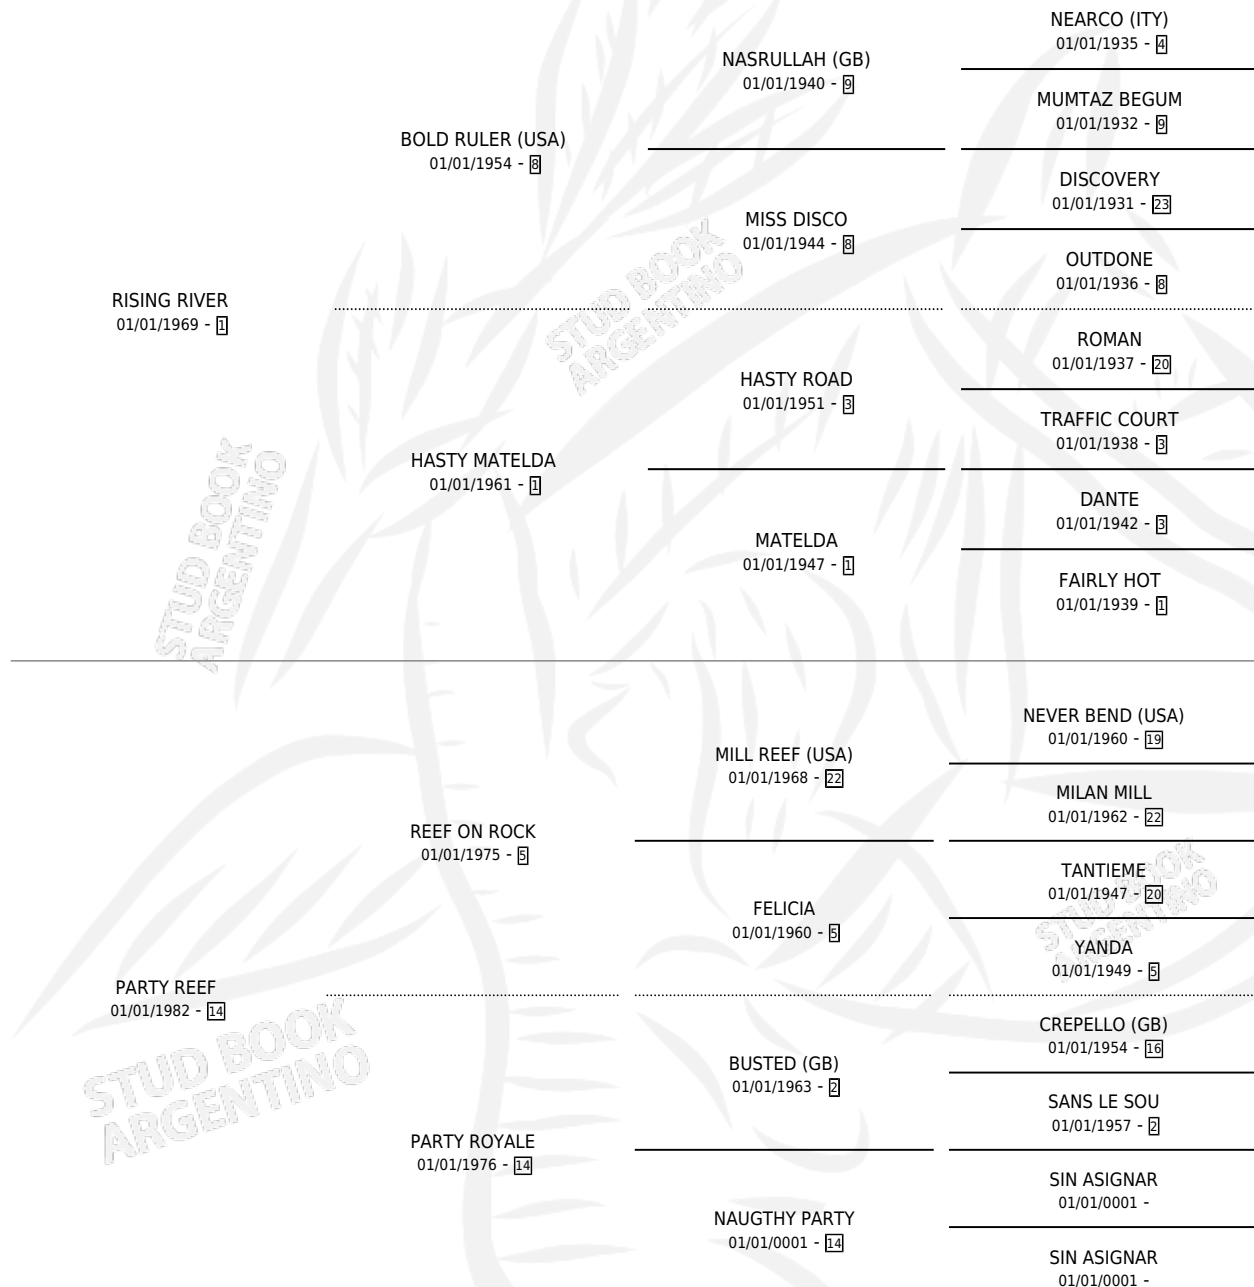 NEARCO (ITY)
01/01/1935 - 4
NASRULLAH (GB)
01/01/1940 - 9
MUMTAZ BEGUM
01/01/1932 - 9
BOLD RULER (USA)
01/01/1954 - 8
DISCOVERY
01/01/1931 - 23
MISS DISCO
01/01/1944 - 8
OUTDONE
01/01/1936 - 8
RISING RIVER
01/01/1969 - 1
ROMAN
01/01/1937 - 20
HASTY ROAD
01/01/1951 - 3
TRAFFIC COURT
01/01/1938 - 3
HASTY MATELDA
01/01/1961 - 1
DANTE
01/01/1942 - 3
MATELDA
01/01/1947 - 1
FAIRLY HOT
01/01/1939 - 1
STUD BOOK
ARGENTINO
STUD BOOK
ARGENTINO
NEVER BEND (USA)
01/01/1960 - 19
MILL REEF (USA)
01/01/1968 - 22
MILAN MILL
01/01/1962 - 22
REEF ON ROCK
01/01/1975 - 5
TANTIEME
01/01/1947 - 20
FELICIA
01/01/1960 - 5
YANDA
01/01/1949 - 5
PARTY REEF
01/01/1982 - 14
CREPELLO (GB)
01/01/1954 - 16
BUSTED (GB)
01/01/1963 - 2
SANS LE SOU
01/01/1957 - 2
PARTY ROYALE
01/01/1976 - 14
SIN ASIGNAR
01/01/0001 -
NAUGTHY PARTY
01/01/0001 - 14
SIN ASIGNAR
01/01/0001 -
STUD BOOK
ARGENTINO
STUD BOOK
ARGENTINO